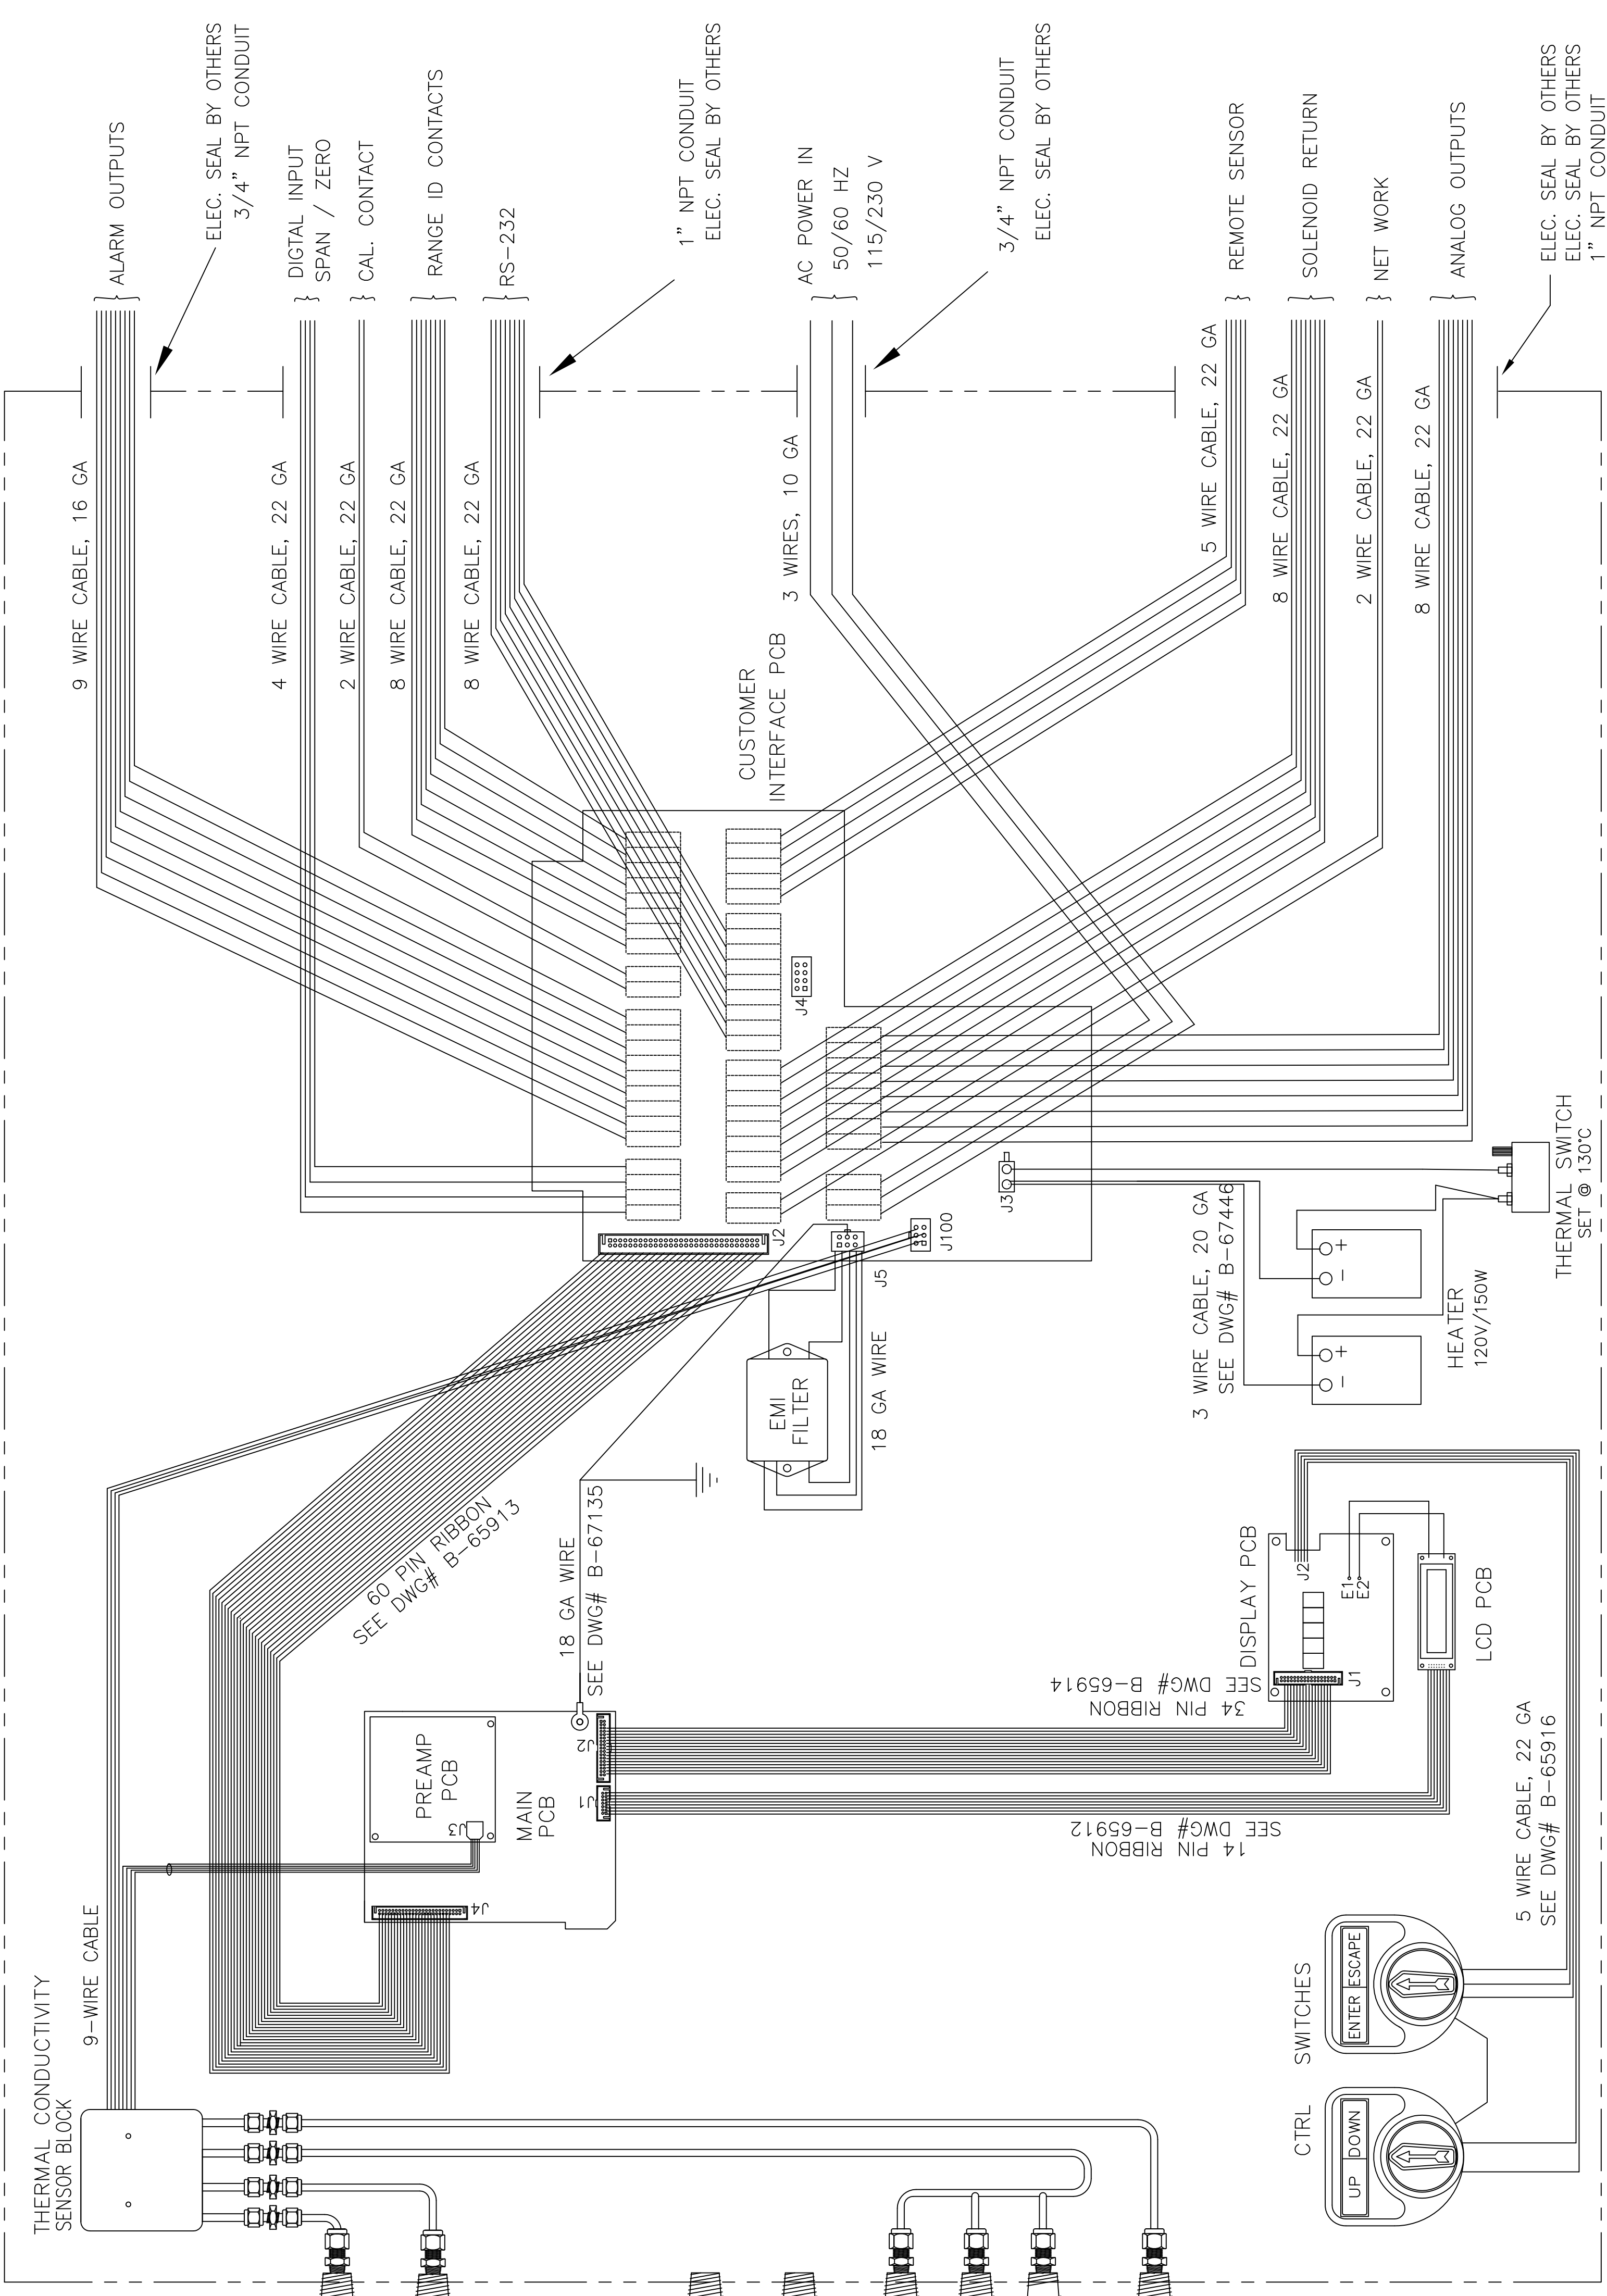 ALARM OUTPUTS
ELEC. SEAL BY OTHERS
3/4" NPT CONDUIT
DIGTAL INPUT
SPAN / ZERO
CAL. CONTACT
RANGE ID CONTACTS
RS-232
1" NPT CONDUIT
ELEC. SEAL BY OTHERS
AC POWER IN
50/60 HZ
115/230 V
3/4" NPT CONDUIT
ELEC. SEAL BY OTHERS
REMOTE SENSOR
SOLENOID RETURN
NET WORK
ANALOG OUTPUTS
ELEC. SEAL BY OTHERS
ELEC. SEAL BY OTHERS
1" NPT CONDUIT
9 WIRE CABLE, 16 GA
4 WIRE CABLE, 22 GA
2 WIRE CABLE, 22 GA
8 WIRE CABLE, 22 GA
8 WIRE CABLE, 22 GA
3 WIRES, 10 GA
5 WIRE CABLE, 22 GA
8 WIRE CABLE, 22 GA
2 WIRE CABLE, 22 GA
8 WIRE CABLE, 22 GA
CUSTOMER
INTERFACE PCB
J4
J2
J5
J100
J3
EMI
FILTER
18 GA WIRE
3 WIRE CABLE, 20 GA
SEE DWG# B-67446
+
−
+
−
HEATER
120V/150W
THERMAL SWITCH
SET @ 130°C
60 PIN RIBBON
SEE DWG# B-65913
18 GA WIRE
SEE DWG# B-67135
PREAMP
PCB
J3
MAIN
PCB
J4
J2
J1
34 PIN RIBBON
SEE DWG# B-65914
14 PIN RIBBON
SEE DWG# B-65912
DISPLAY PCB
J2
E1
E2
J1
LCD PCB
5 WIRE CABLE, 22 GA
SEE DWG# B-65916
9-WIRE CABLE
THERMAL CONDUCTIVITY
SENSOR BLOCK
CTRL SWITCHES
UP DOWN
ENTER ESCAPE